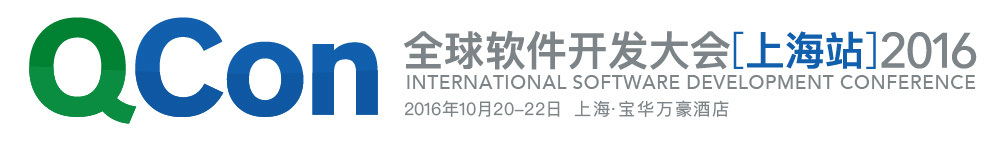 QCon
全球软件开发大会[上海站]2016
INTERNATIONAL SOFTWARE DEVELOPMENT CONFERENCE
2016年10月20-22日 上海·宝华万豪酒店